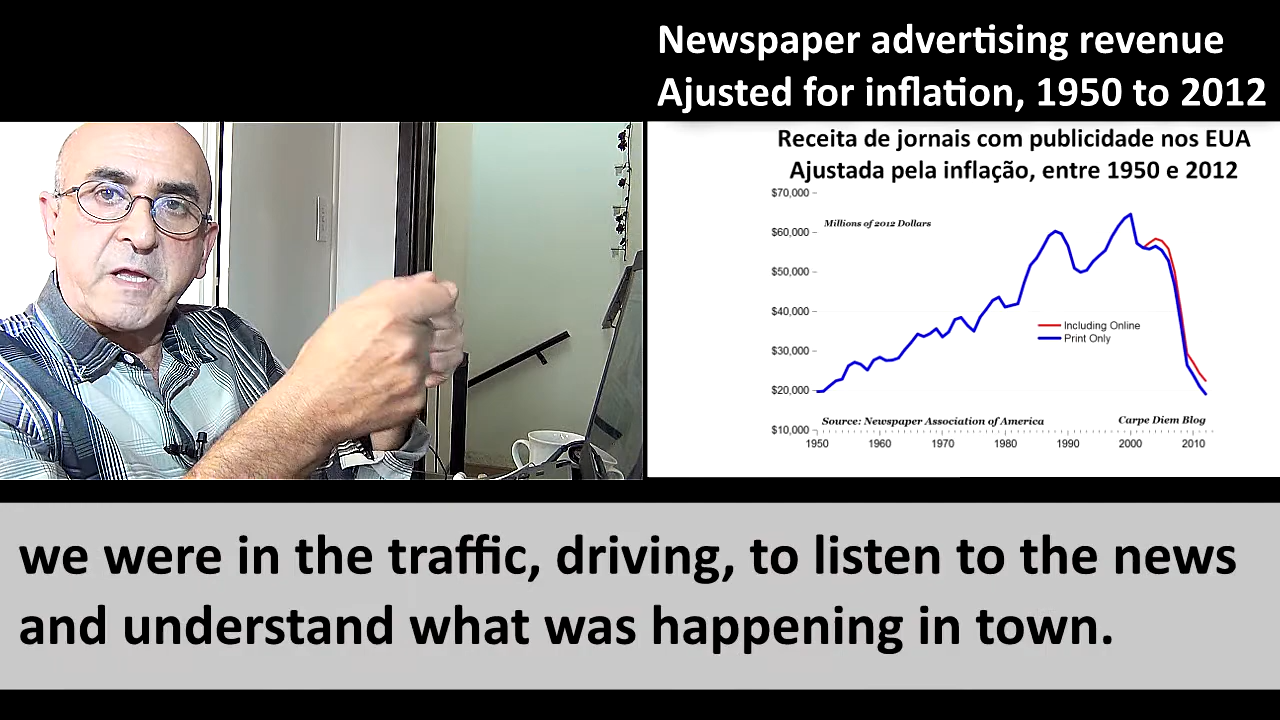 Newspaper advertising revenue
Ajusted for inflation, 1950 to 2012
Receita de jornais com publicidade nos EUA
Ajustada pela inflação, entre 1950 e 2012
$70,000
Millions of 2012 Dollars
$60,000
$50,000
$40,000
Including Online
Print Only
$30,000
$20,000
Source: Newspaper Association of America
Carpe Diem Blog
$10,000
1950 1960 1970 1980 1990 2000 2010
we were in the traffic, driving, to listen to the news
and understand what was happening in town.